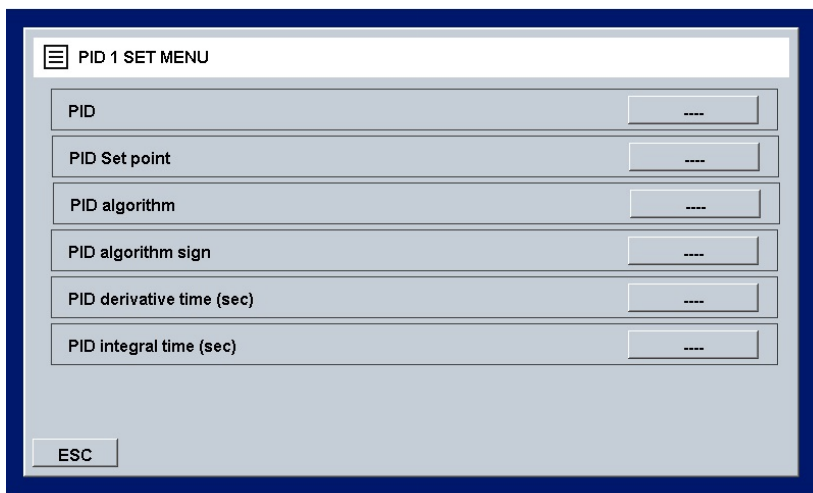 PID 1 SET MENU
PID ----
PID Set point ----
PID algorithm ----
PID algorithm sign ----
PID derivative time (sec) ----
PID integral time (sec) ----
ESC